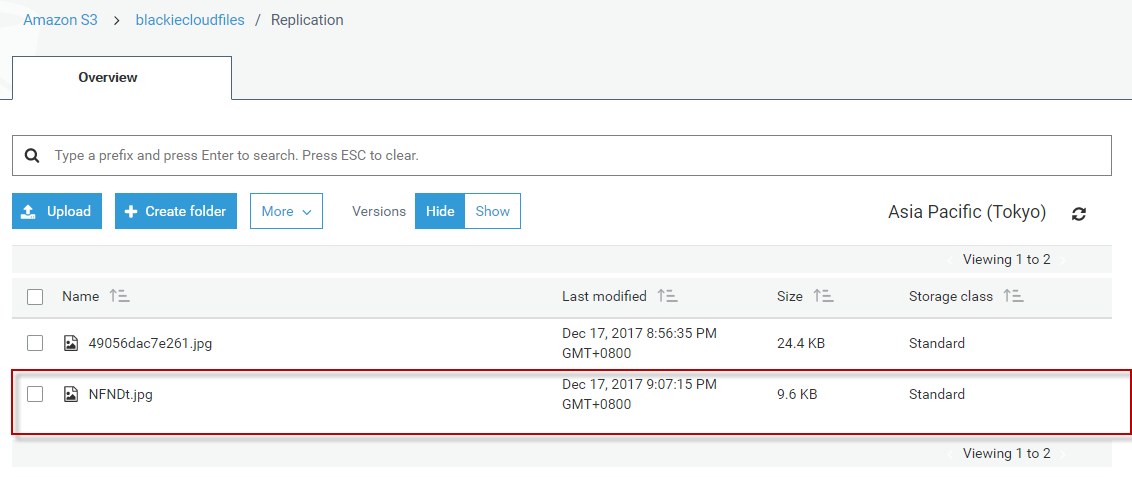 Amazon S3 > blackiecloudfiles / Replication
Overview
Type a prefix and press Enter to search. Press ESC to clear.
Upload Create folder More Versions Hide Show Asia Pacific (Tokyo)
Viewing 1 to 2
Name Last modified Size Storage class
49056dac7e261.jpg Dec 17, 2017 8:56:35 PM 24.4 KB Standard
GMT+0800
NFNDt.jpg Dec 17, 2017 9:07:15 PM 9.6 KB Standard
GMT+0800
Viewing 1 to 2